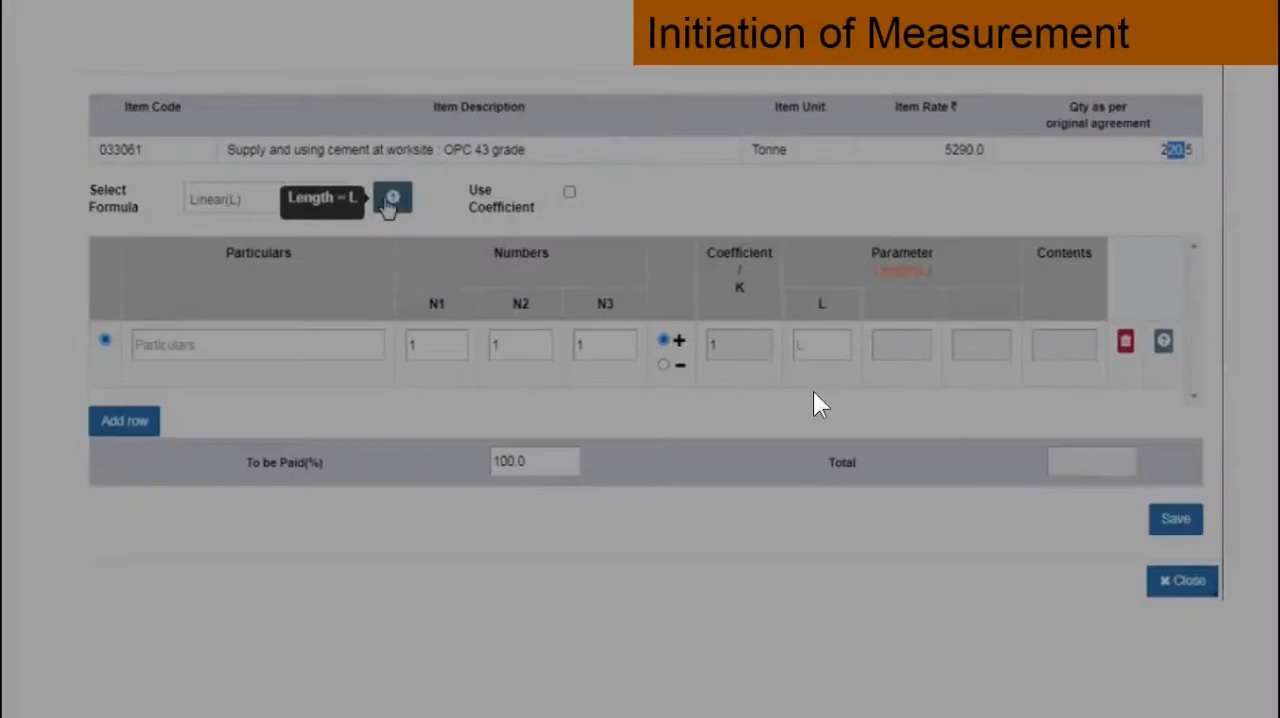 Initiation of Measurement
Item Code Item Description Item Unit Item Rate ₹ Qty as per
original agreement
033061 Supply and using cement at worksite : OPC 43 grade Tonne 5290.0 220.5
Select
Formula
Linear(L)
Length = L
Use
Coefficient
Particulars Numbers Coefficient
/
K
Parameter
Contents
N1 N2 N3 L
Particulars 1 1 1 + 1 L
-
Add row
To be Paid(%) 100.0 Total
Save
✖ Close